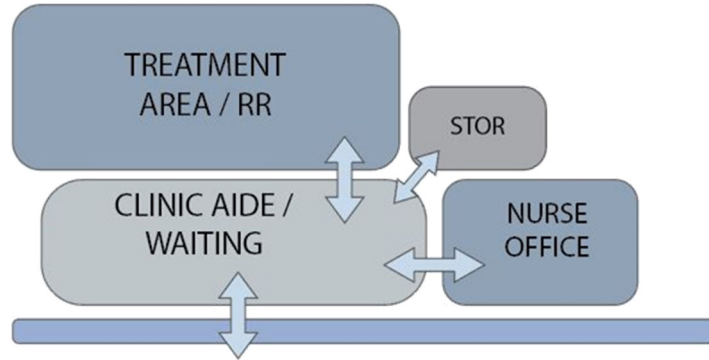 TREATMENT
AREA / RR
STOR
CLINIC AIDE /
WAITING
NURSE
OFFICE